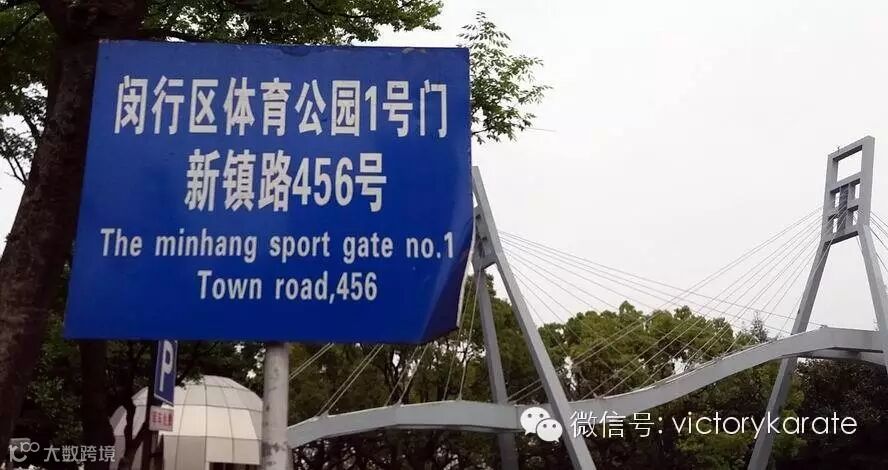 闵行区体育公园1号门
新镇路456号
The minhang sport gate no.1
Town road,456
P
微信号: victorykarate
大数跨境